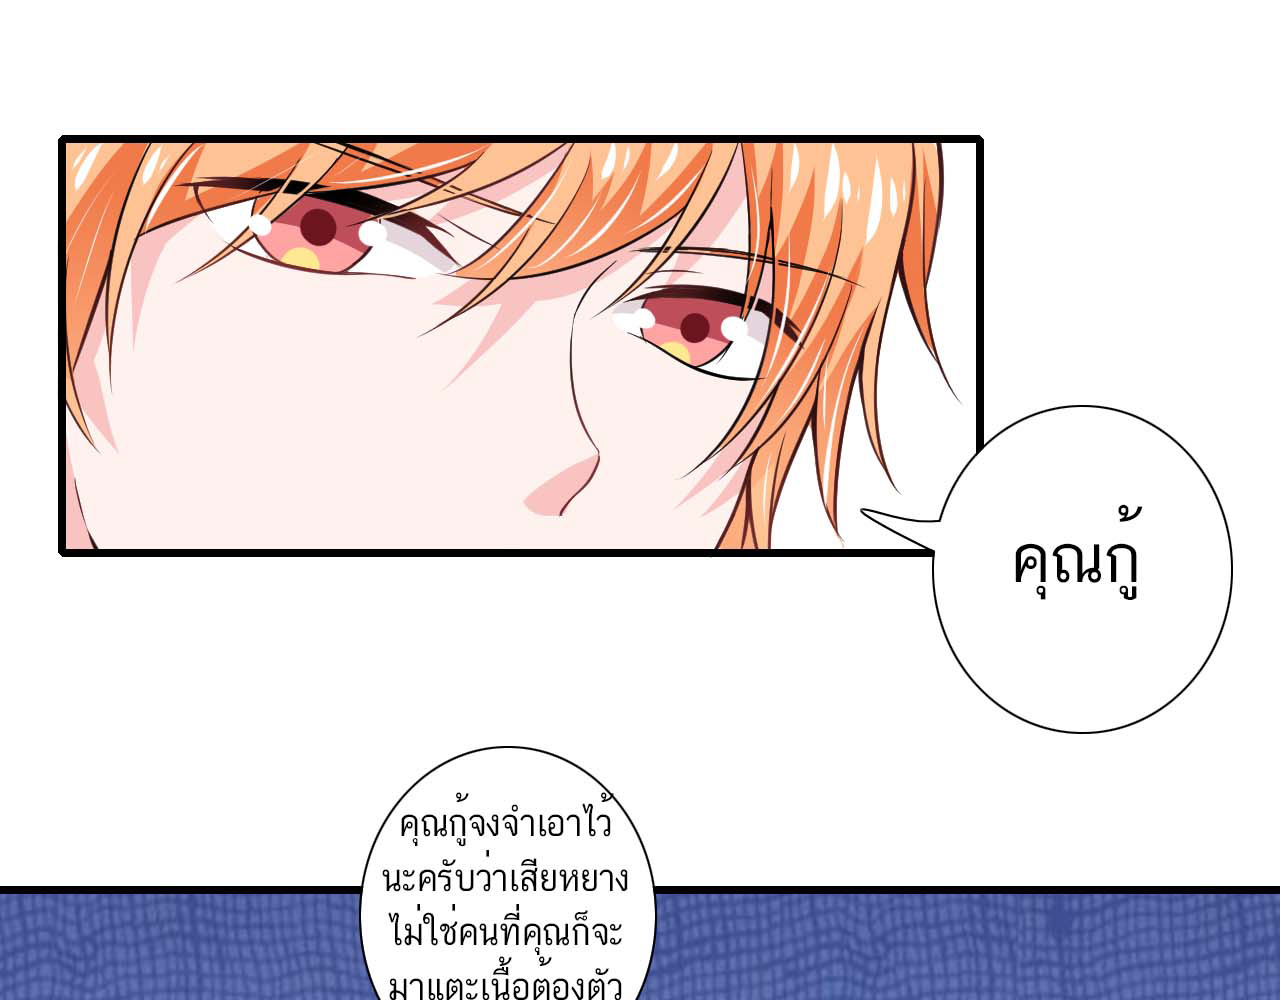 คุณกู้
คุณกู้จงจำเอาไว้
นะครับว่าเสียหยาง
ไม่ใช่คนที่คุณก็จะ
มาแตะเนื้อต้องตัว